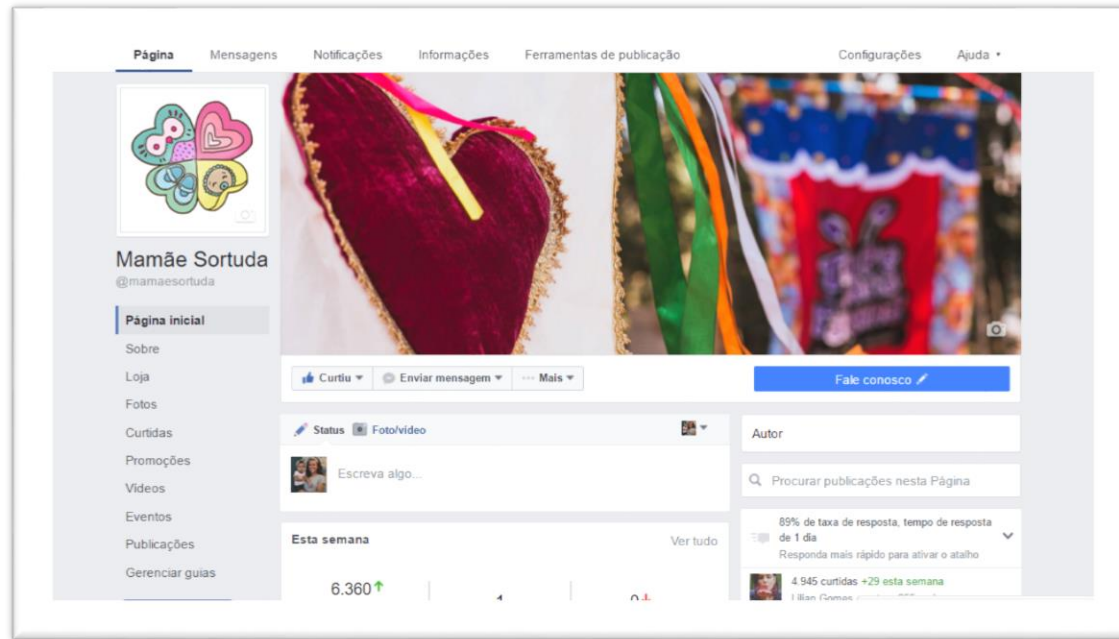 Página Mensagens Notificações Informações Ferramentas de publicação Configurações Ajuda
Mamãe Sortuda
@mamaesortuda
Página inicial
Sobre
Loja
Fotos
Curtidas
Promoções
Vídeos
Eventos
Publicações
Gerenciar guias
Curtiu Enviar mensagem Mais
Fale conosco
Status Foto/vídeo
Escreva algo...
Esta semana Ver tudo
6.360
Autor
Procurar publicações nesta Página
89% de taxa de resposta, tempo de resposta
de 1 dia
Responda mais rápido para ativar o atalho
4.945 curtidas +29 esta semana
Lilian Gomes